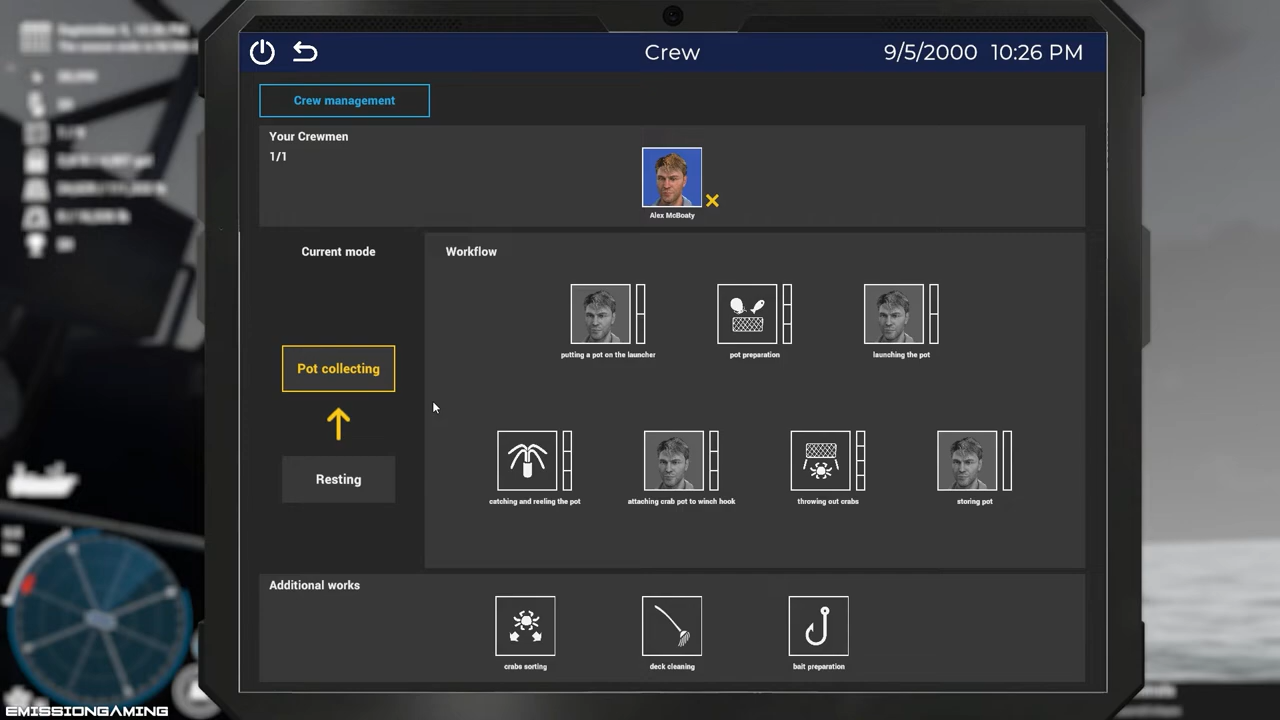 Crew
9/5/2000 10:26 PM
Crew management
Your Crewmen
1/1
Alex McBoaty
Current mode
Workflow
putting a pot on the launcher
pot preparation
launching the pot
Pot collecting
Resting
catching and reeling the pot
attaching crab pot to winch hook
throwing out crabs
storing pot
Additional works
crabs sorting
deck cleaning
bait preparation
EMISSIONGAMING